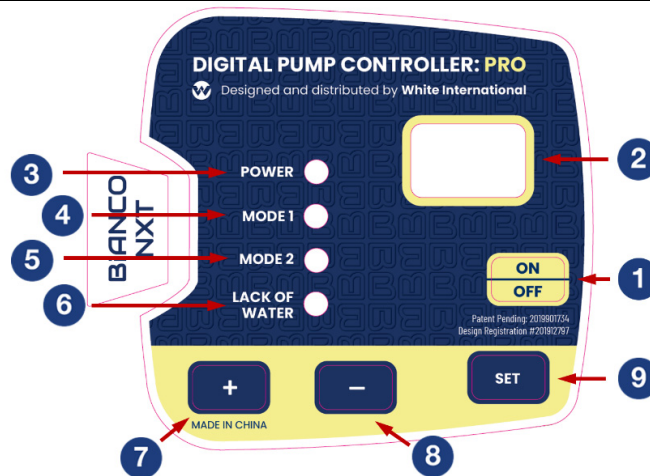 DIGITAL PUMP CONTROLLER: PRO
W Designed and distributed by White International
2
3 POWER
4 MODE 1
BIANCO
NXT
5 MODE 2
ON
OFF
1
6 LACK OF
WATER
Patent Pending: 2019901734
Design Registration #201912797
+
−
SET
9
MADE IN CHINA
7
8